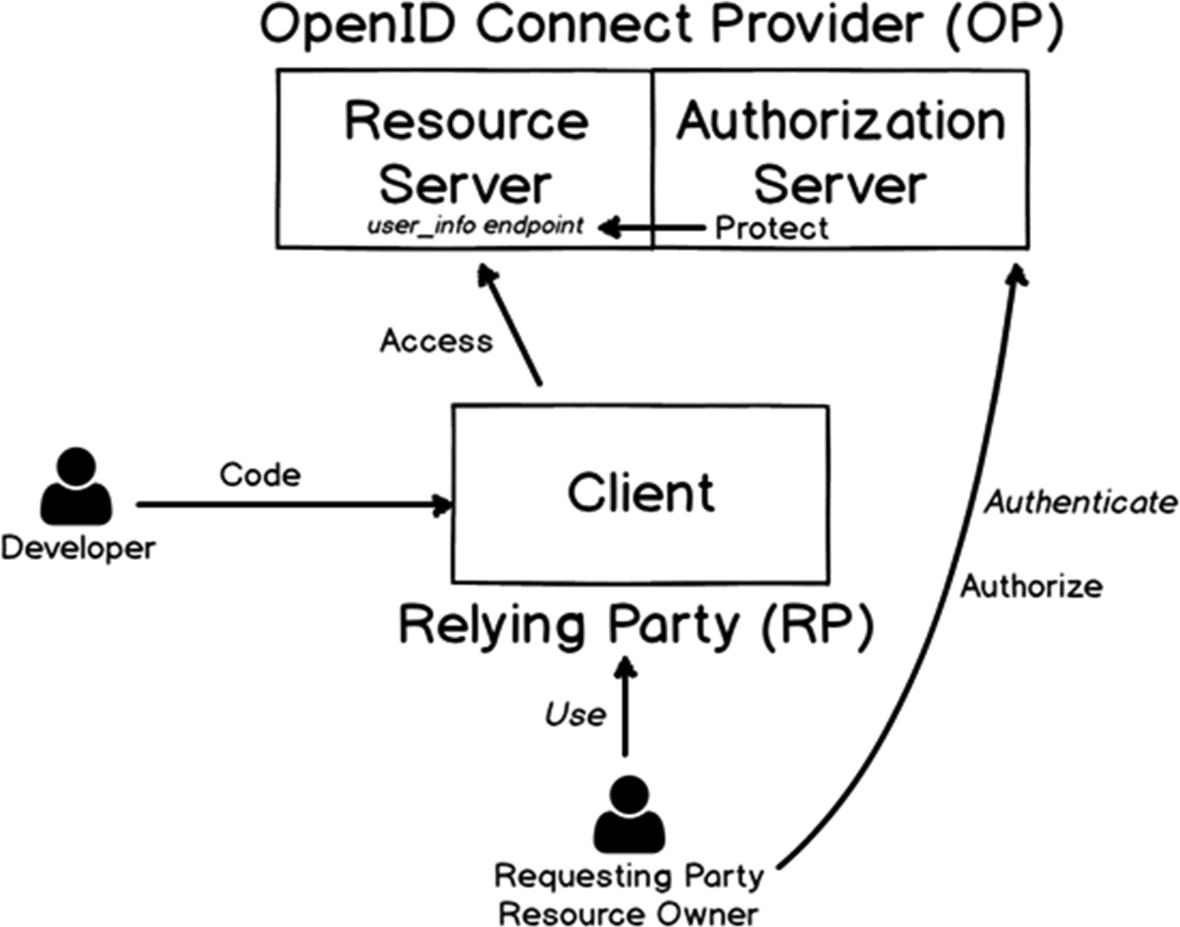 OpenID Connect Provider (OP)
Resource
Server
user_info endpoint
Authorization
Server
Protect
Access
Code
Developer
Client
Relying Party (RP)
Authenticate
Authorize
Use
Requesting Party
Resource Owner